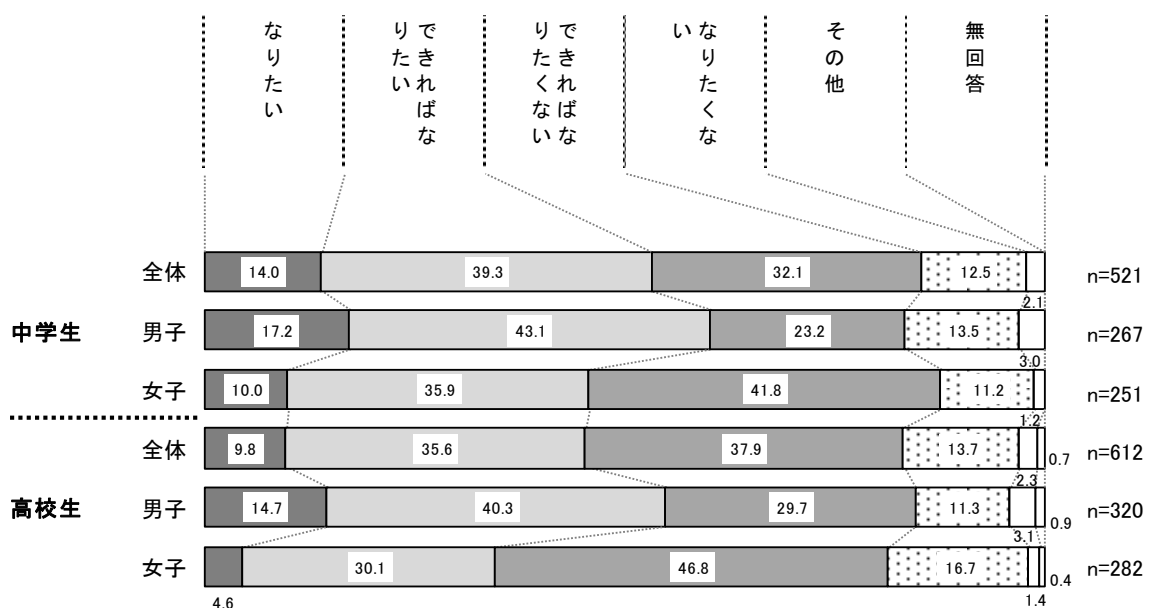 なりたい
できればなりたい
できればなりたくない
なりたくない
その他
無回答
全体 14.0 39.3 32.1 12.5 2.1 n=521
中学生 男子 17.2 43.1 23.2 13.5 3.0 n=267
女子 10.0 35.9 41.8 11.2 1.2 n=251
全体 9.8 35.6 37.9 13.7 2.3 0.7 n=612
高校生 男子 14.7 40.3 29.7 11.3 3.1 0.9 n=320
女子 4.6 30.1 46.8 16.7 1.4 0.4 n=282